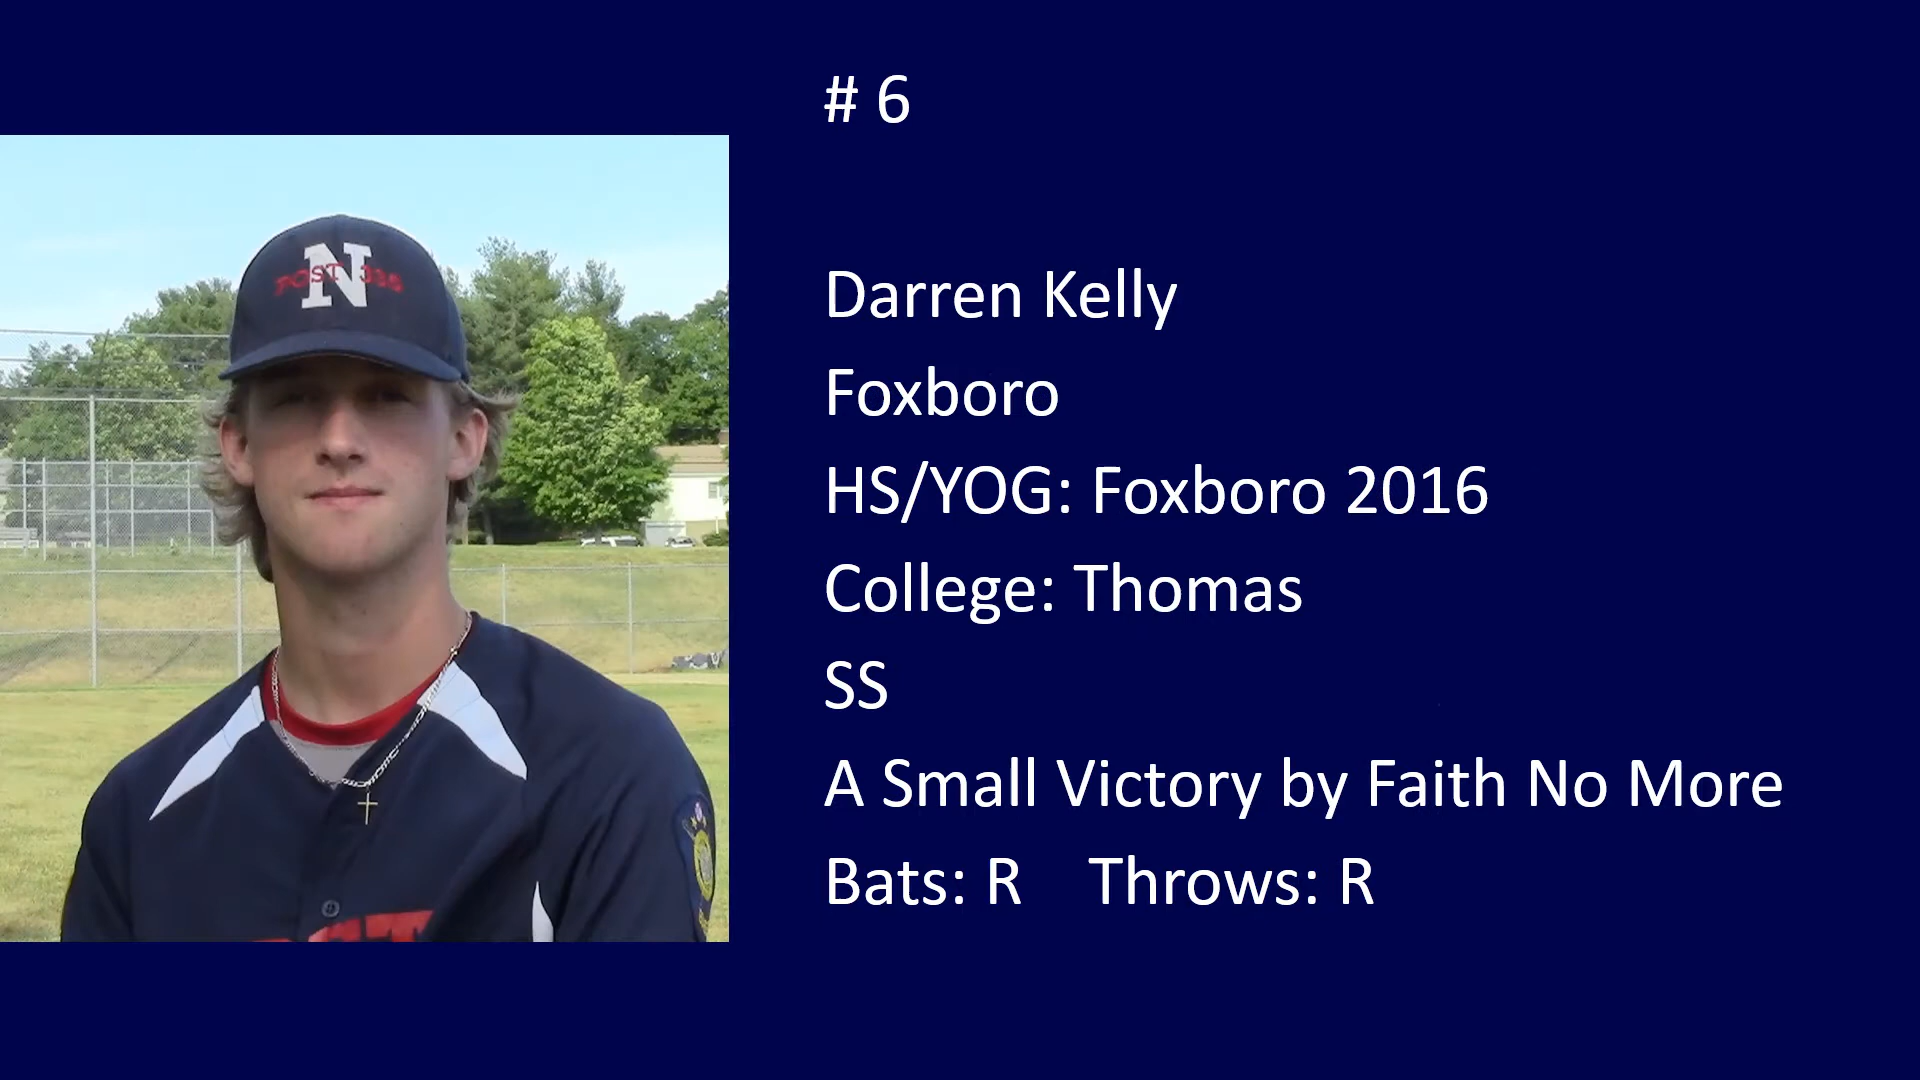 # 6
Darren Kelly
Foxboro
HS/YOG: Foxboro 2016
College: Thomas
SS
A Small Victory by Faith No More
Bats: R    Throws: R
N
POST